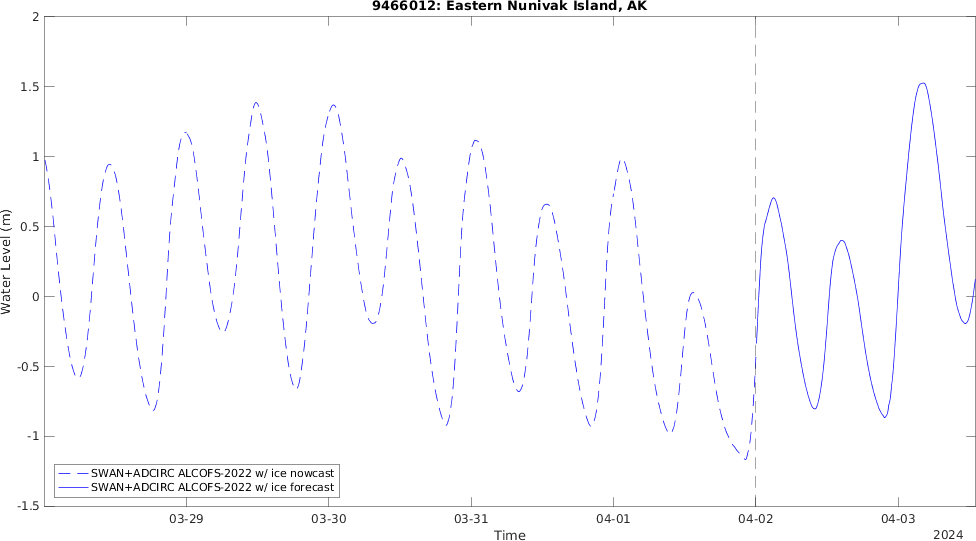 9466012: Eastern Nunivak Island, AK
Water Level (m)
2
1.5
1
0.5
0
-0.5
-1
-1.5
SWAN+ADCIRC ALCOFS-2022 w/ ice nowcast
SWAN+ADCIRC ALCOFS-2022 w/ ice forecast
03-29 03-30 03-31 04-01 04-02 04-03
Time
2024